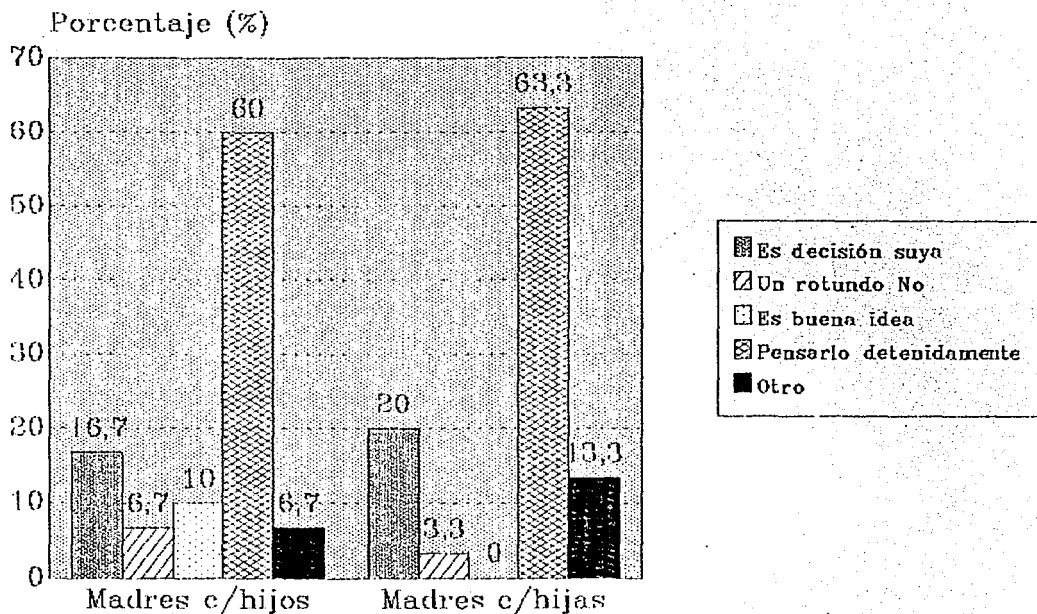 Porcentaje (%)
70
60
50
40
30
20
10
0
16,7
6,7
10
60
6,7
20
3,3
0
63,3
13,3
Madres c/hijos
Madres c/hijas
Es decisión suya
Un rotundo No
Es buena idea
Pensarlo detenidamente
Otro